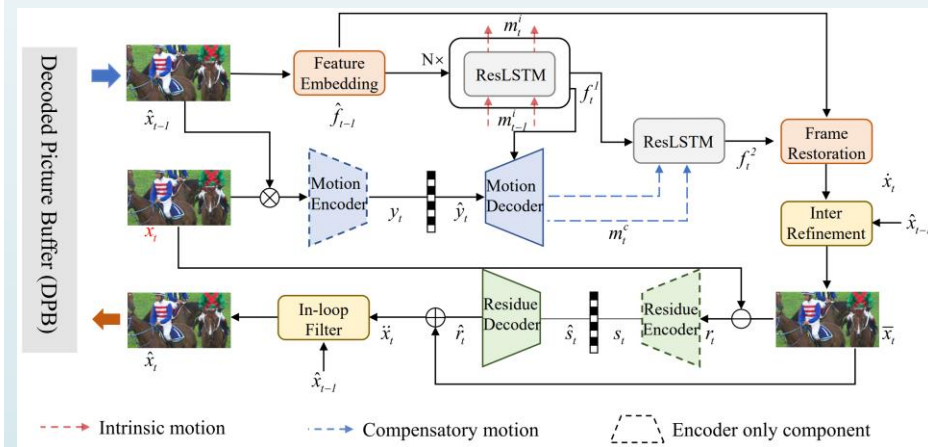 Decoded Picture Buffer (DPB)
x̂ₜ₋₁
Feature
Embedding
f̂ₜ₋₁
N×
mₜⁱ
ResLSTM
mₜ₋₁ⁱ
fₜ¹
ResLSTM
fₜ²
Frame
Restoration
ẋₜ
Inter
Refinement
x̂ₜ₋₁
xₜ
Motion
Encoder
yₜ
ŷₜ
Motion
Decoder
mₜᶜ
x̂ₜ
In-loop
Filter
x̂ₜ₋₁
ẍₜ
r̂ₜ
Residue
Decoder
ŝₜ
sₜ
Residue
Encoder
rₜ
x̅ₜ
Intrinsic motion
Compensatory motion
Encoder only component